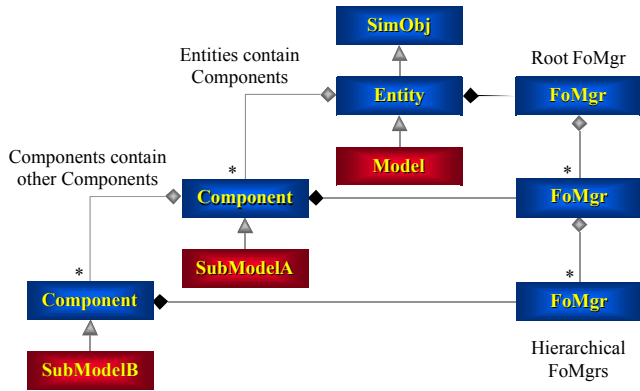 SimObj
Entities contain
Components
Root FoMgr
Entity
FoMgr
Components contain
other Components
*
Model
*
Component
FoMgr
SubModelA
*
*
Component
FoMgr
SubModelB
Hierarchical
FoMgrs